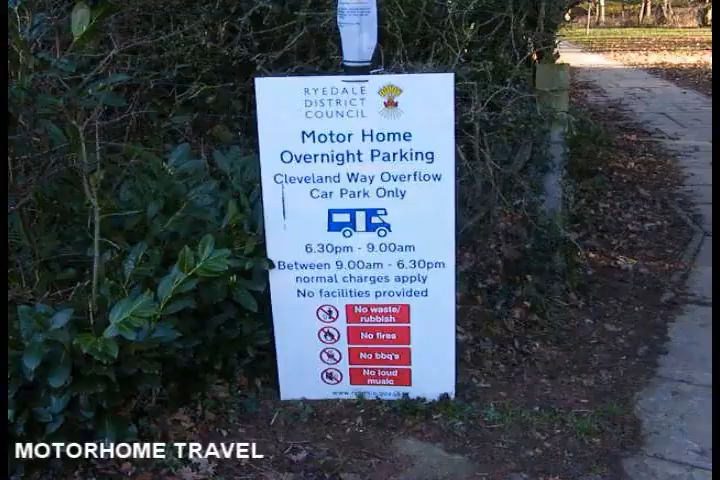 RYEDALE
DISTRICT
COUNCIL
Motor Home
Overnight Parking
Cleveland Way Overflow
Car Park Only
6.30pm - 9.00am
Between 9.00am - 6.30pm
normal charges apply
No facilities provided
No waste/
rubbish
No fires
No bbq's
No loud
music
MOTORHOME TRAVEL